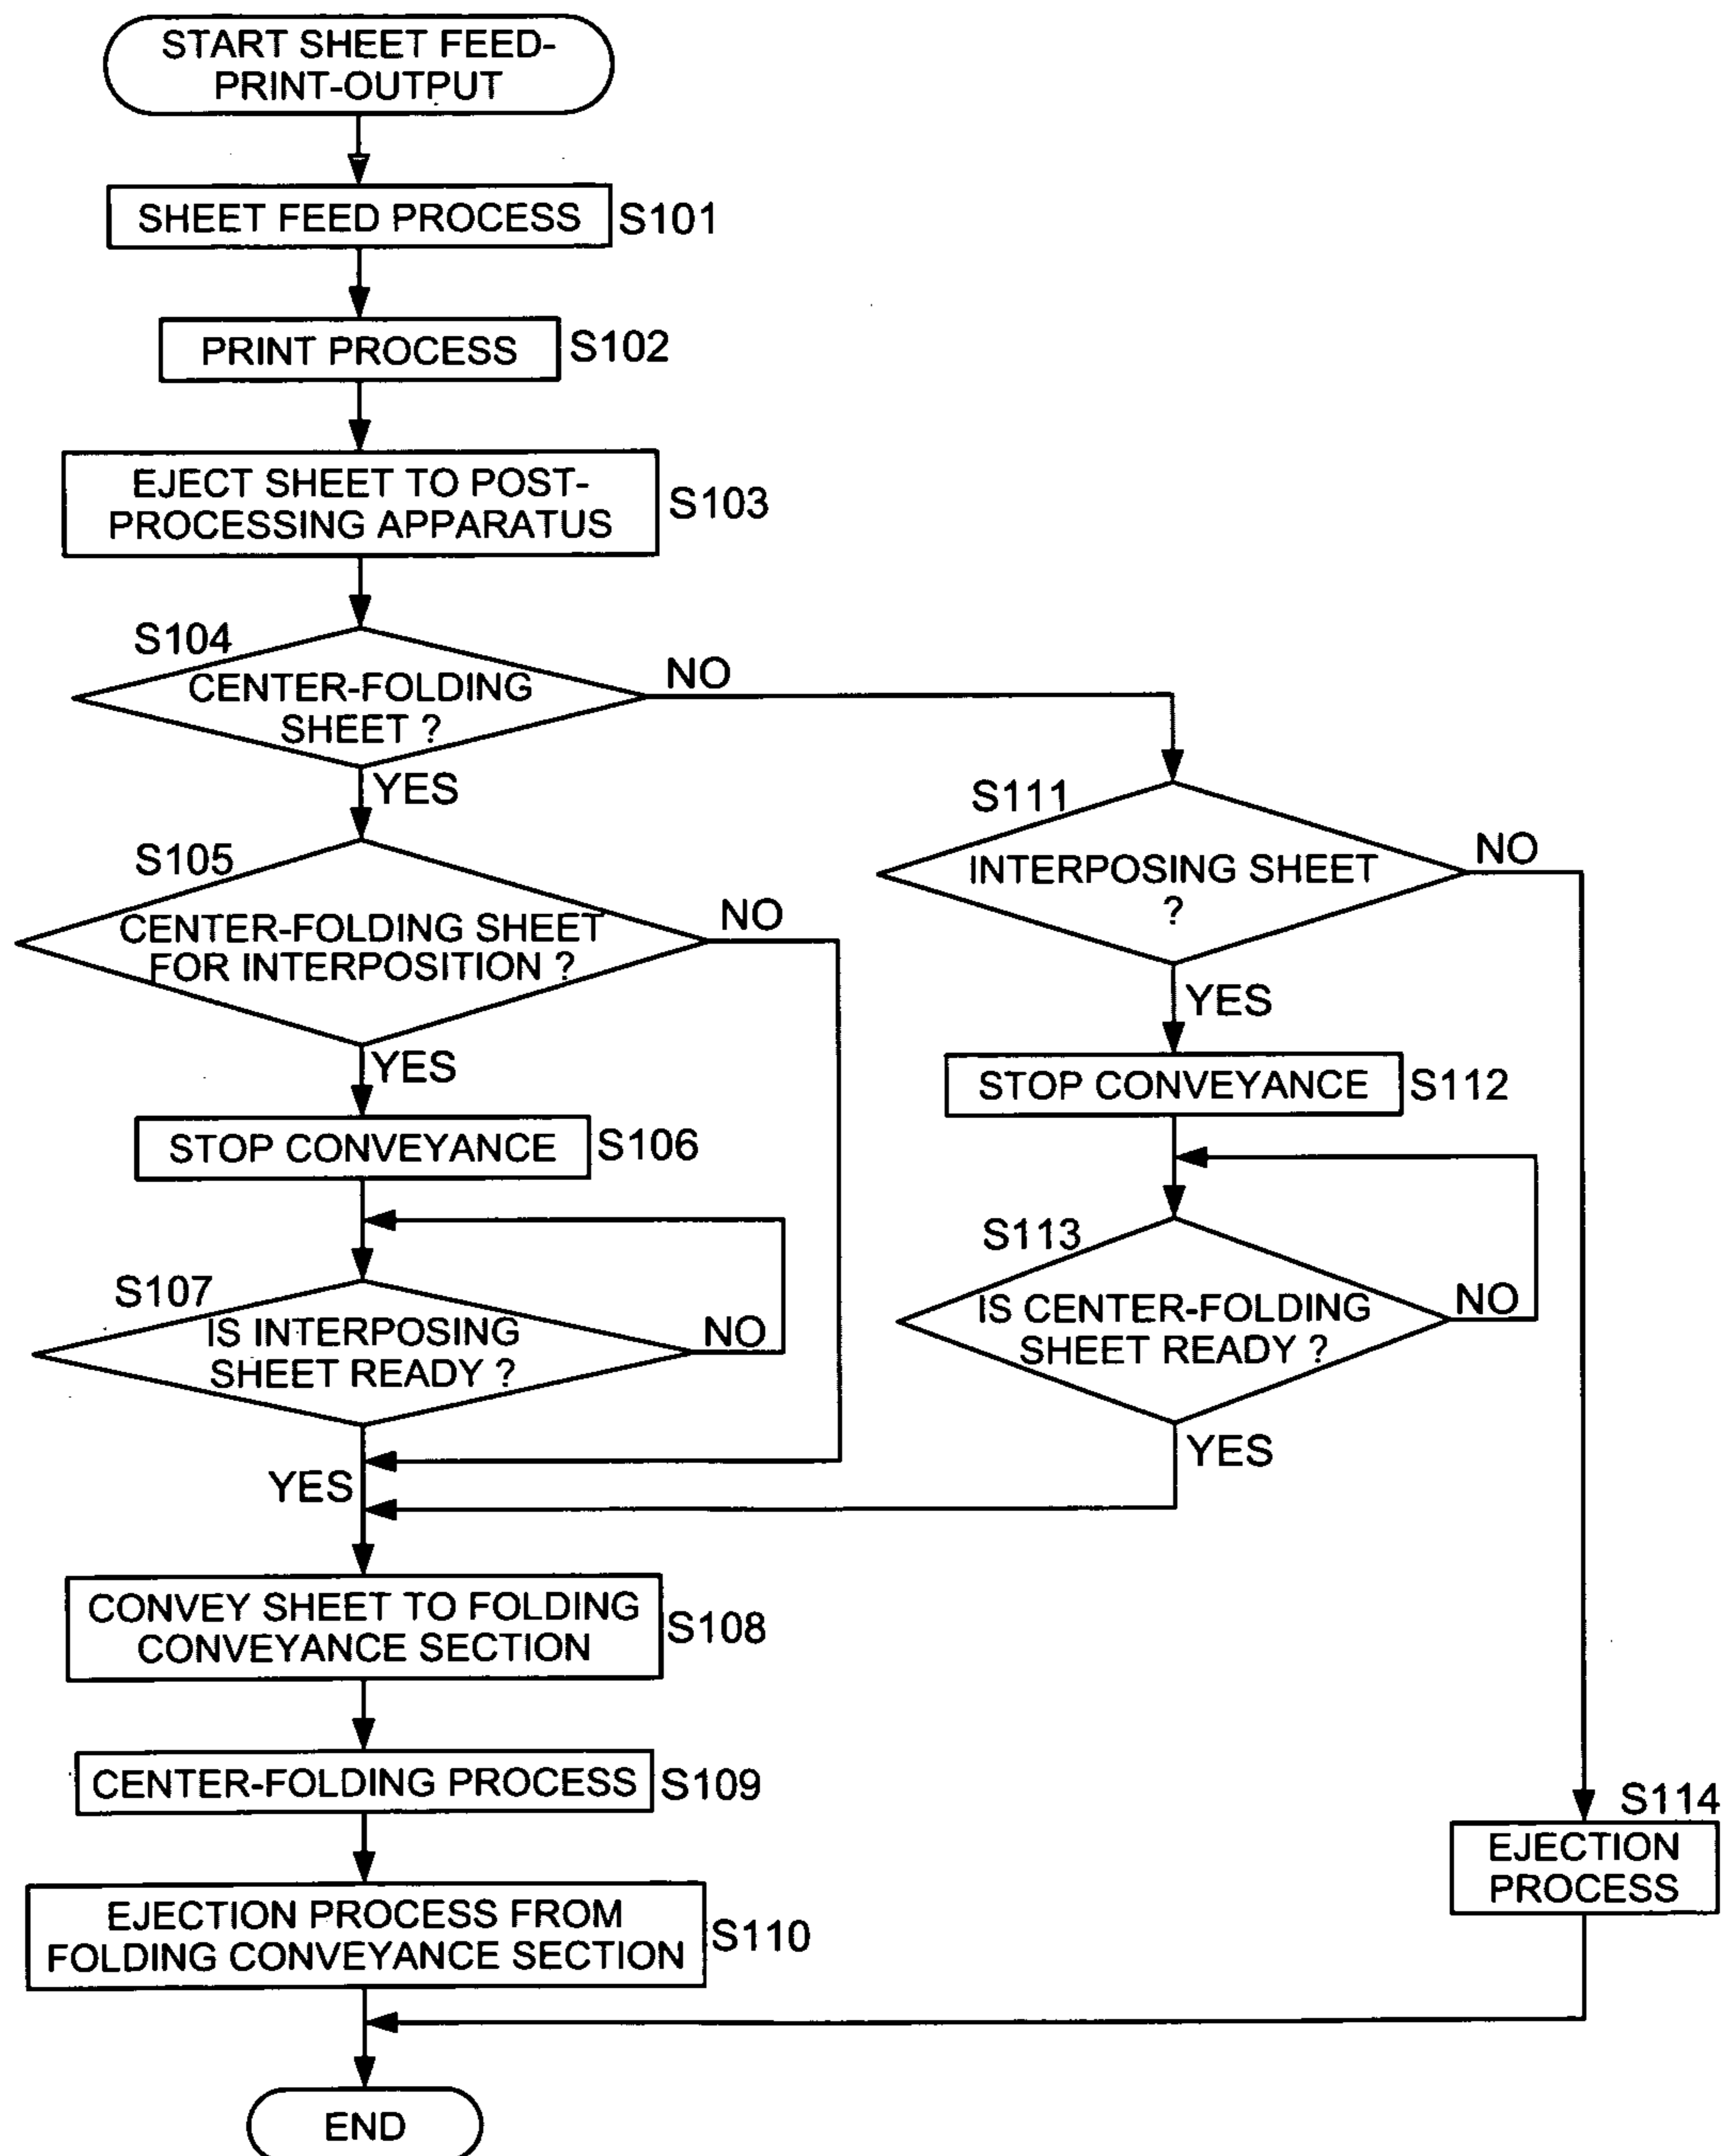 START SHEET FEED-
PRINT-OUTPUT
SHEET FEED PROCESS
S101
PRINT PROCESS
S102
EJECT SHEET TO POST-
PROCESSING APPARATUS
S103
S104
CENTER-FOLDING
SHEET ?
NO
YES
S111
INTERPOSING SHEET
?
NO
YES
S105
CENTER-FOLDING SHEET
FOR INTERPOSITION ?
NO
YES
STOP CONVEYANCE
S112
STOP CONVEYANCE
S106
S113
IS CENTER-FOLDING
SHEET READY ?
NO
YES
S107
IS INTERPOSING
SHEET READY ?
NO
YES
CONVEY SHEET TO FOLDING
CONVEYANCE SECTION
S108
CENTER-FOLDING PROCESS
S109
S114
EJECTION
PROCESS
EJECTION PROCESS FROM
FOLDING CONVEYANCE SECTION
S110
END